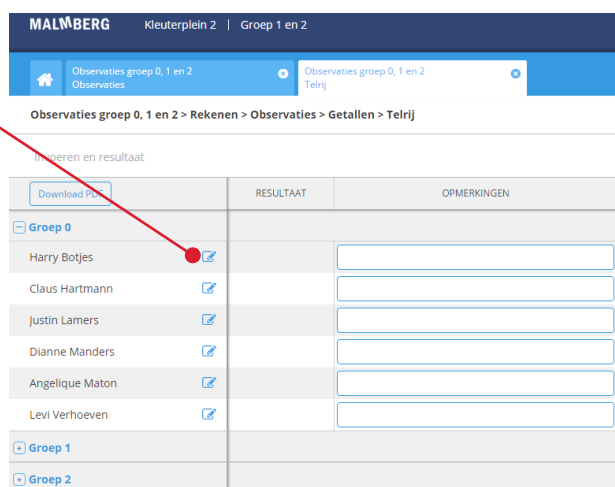 MALMBERG Kleuterplein 2 | Groep 1 en 2
Observaties groep 0, 1 en 2
Observaties
Observaties groep 0, 1 en 2
Telrij
Observaties groep 0, 1 en 2 > Rekenen > Observaties > Getallen > Telrij
Invoeren en resultaat
Download PDF RESULTAAT OPMERKINGEN
Groep 0
Harry Botjes
Claus Hartmann
Justin Lamers
Dianne Manders
Angelique Maton
Levi Verhoeven
Groep 1
Groep 2